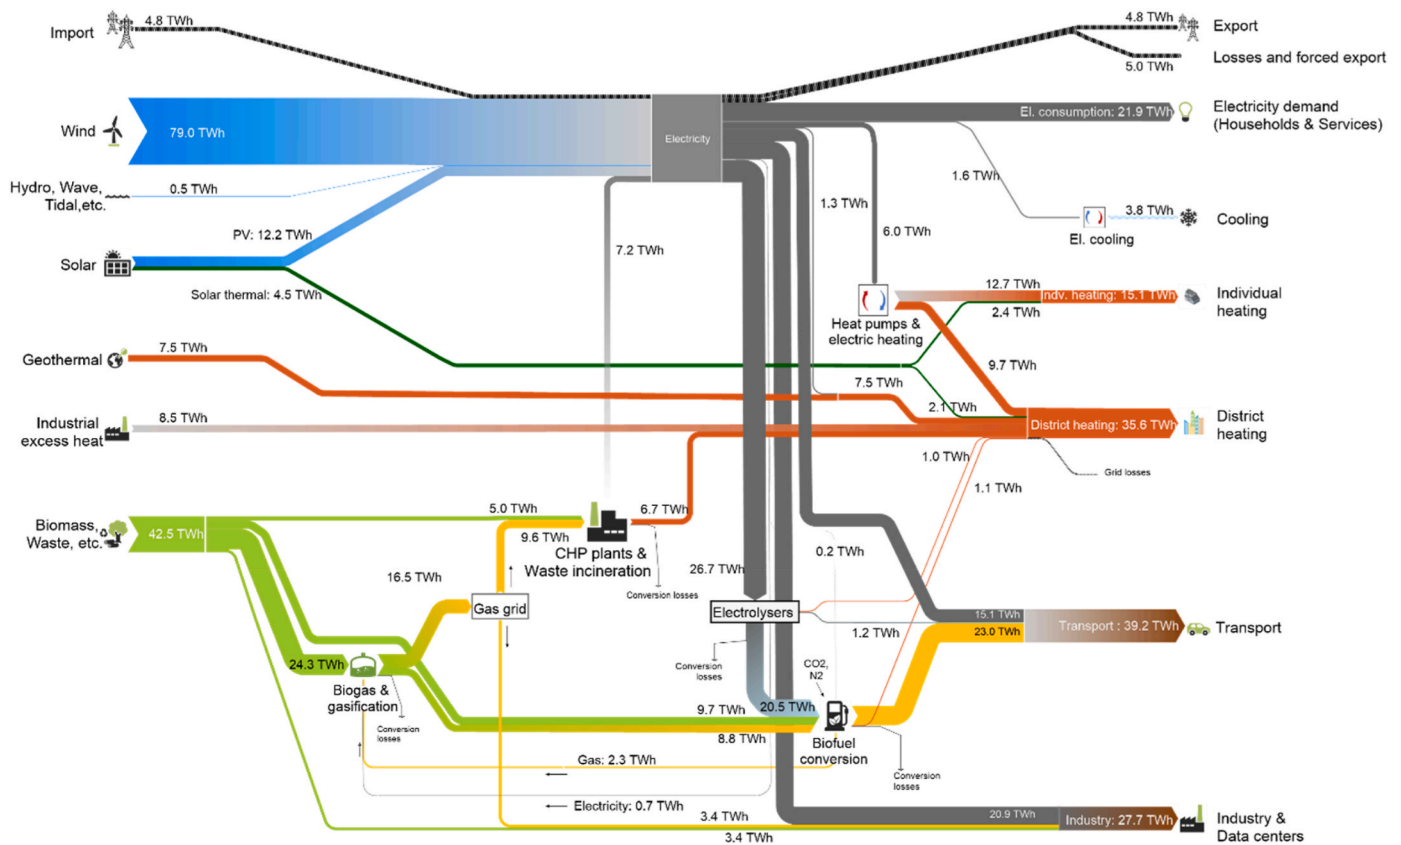 Import
4.8 TWh
4.8 TWh
Export
5.0 TWh
Losses and forced export
Wind
79.0 TWh
Electricity
El. consumption: 21.9 TWh
Electricity demand
(Households & Services)
Hydro, Wave,
Tidal,etc.
0.5 TWh
PV: 12.2 TWh
7.2 TWh
1.3 TWh
6.0 TWh
1.6 TWh
3.8 TWh
El. cooling
Cooling
Solar
Solar thermal: 4.5 TWh
Heat pumps &
electric heating
12.7 TWh
Indv. heating: 15.1 TWh
2.4 TWh
Individual
heating
Geothermal
7.5 TWh
7.5 TWh
9.7 TWh
2.1 TWh
Industrial
excess heat
8.5 TWh
District heating: 35.6 TWh
District
heating
1.0 TWh
1.1 TWh
Grid losses
Biomass,
Waste, etc.
42.5 TWh
5.0 TWh
9.6 TWh
6.7 TWh
CHP plants &
Waste incineration
Conversion losses
16.5 TWh
Gas grid
26.7 TWh
0.2 TWh
Electrolysers
1.2 TWh
15.1 TWh
23.0 TWh
Transport : 39.2 TWh
Transport
24.3 TWh
Biogas &
gasification
Conversion
losses
Conversion
losses
CO2,
N2
9.7 TWh
20.5 TWh
8.8 TWh
Biofuel
conversion
Conversion
losses
Gas: 2.3 TWh
Electricity: 0.7 TWh
3.4 TWh
3.4 TWh
20.9 TWh
Industry: 27.7 TWh
Industry &
Data centers